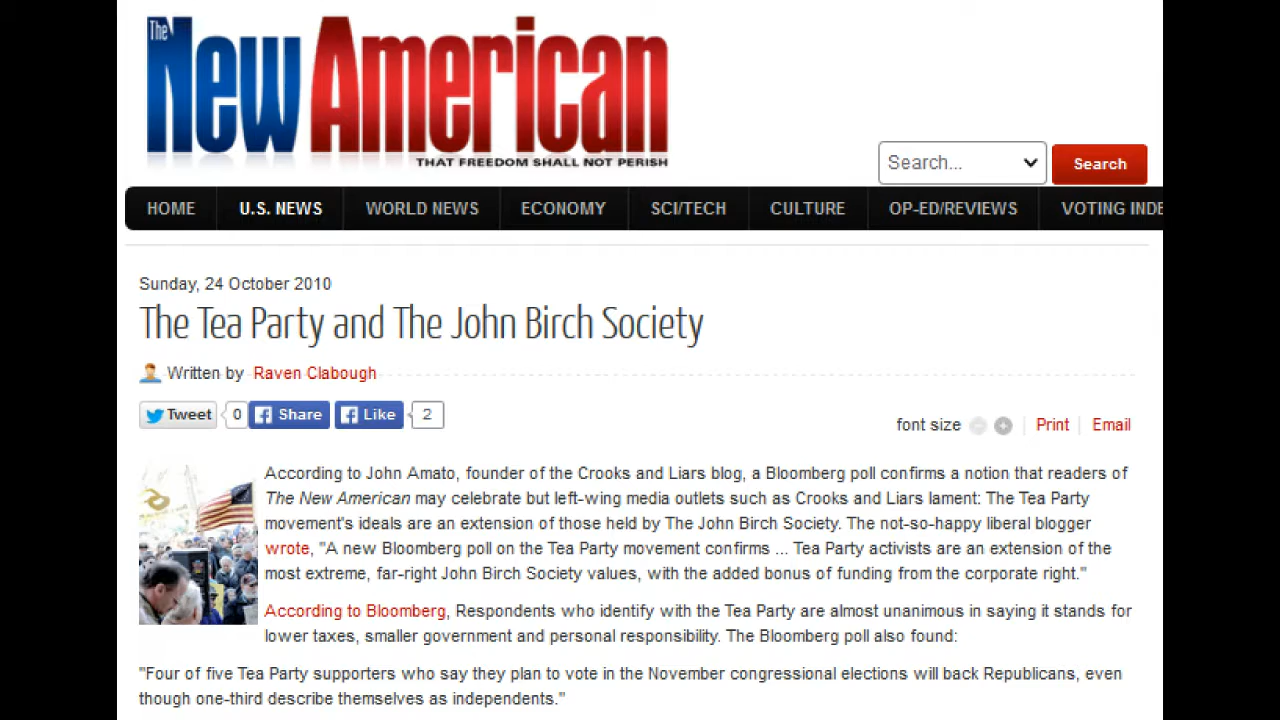 The New American
THAT FREEDOM SHALL NOT PERISH
Search...
Search
HOME U.S. NEWS WORLD NEWS ECONOMY SCI/TECH CULTURE OP-ED/REVIEWS VOTING INDE
Sunday, 24 October 2010
The Tea Party and The John Birch Society
Written by Raven Clabough
Tweet 0 Share Like 2
font size Print Email
According to John Amato, founder of the Crooks and Liars blog, a Bloomberg poll confirms a notion that readers of
The New American may celebrate but left-wing media outlets such as Crooks and Liars lament: The Tea Party
movement's ideals are an extension of those held by The John Birch Society. The not-so-happy liberal blogger
wrote, "A new Bloomberg poll on the Tea Party movement confirms ... Tea Party activists are an extension of the
most extreme, far-right John Birch Society values, with the added bonus of funding from the corporate right."
According to Bloomberg, Respondents who identify with the Tea Party are almost unanimous in saying it stands for
lower taxes, smaller government and personal responsibility. The Bloomberg poll also found:
"Four of five Tea Party supporters who say they plan to vote in the November congressional elections will back Republicans, even
though one-third describe themselves as independents."